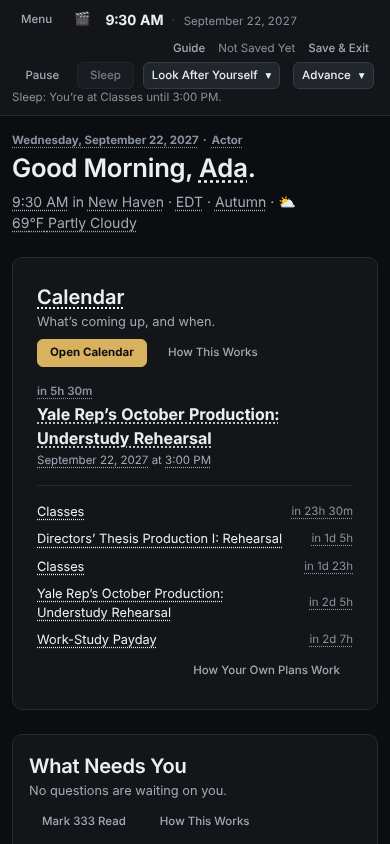 Menu 🎬 9:30 AM · September 22, 2027
Guide Not Saved Yet Save & Exit
Pause Sleep Look After Yourself ▾ Advance ▾
Sleep: You're at Classes until 3:00 PM.
Wednesday, September 22, 2027 · Actor
Good Morning, Ada.
9:30 AM in New Haven · EDT · Autumn · ⛅
69°F Partly Cloudy
Calendar
What's coming up, and when.
Open Calendar How This Works
in 5h 30m
Yale Rep's October Production:
Understudy Rehearsal
September 22, 2027 at 3:00 PM
Classes in 23h 30m
Directors' Thesis Production I: Rehearsal in 1d 5h
Classes in 1d 23h
Yale Rep's October Production:
Understudy Rehearsal in 2d 5h
Work-Study Payday in 2d 7h
How Your Own Plans Work
What Needs You
No questions are waiting on you.
Mark 333 Read How This Works